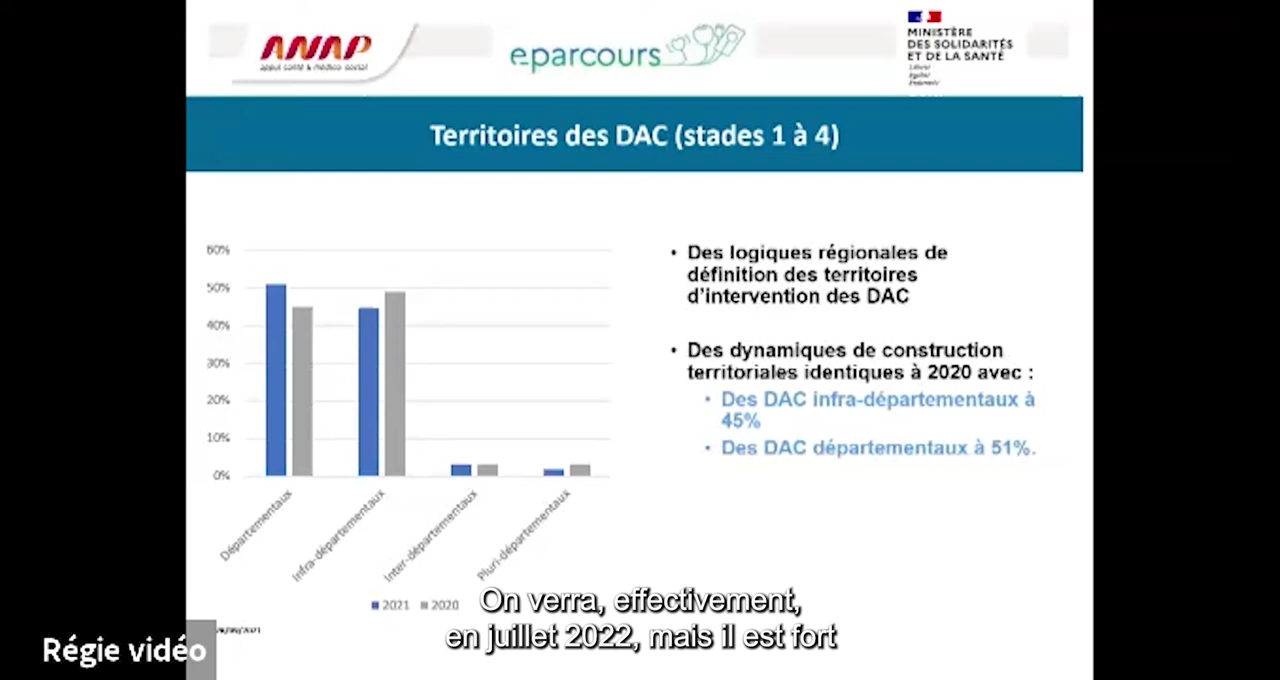 ANAP
appui santé & médico-social
eparcours
MINISTÈRE
DES SOLIDARITÉS
ET DE LA SANTÉ
Liberté
Égalité
Fraternité
Territoires des DAC (stades 1 à 4)
60%
50%
40%
30%
20%
10%
0%
Départementaux
Infra-départementaux
Inter-départementaux
Pluri-départementaux
2021 2020
• Des logiques régionales de
définition des territoires
d’intervention des DAC
• Des dynamiques de construction
territoriales identiques à 2020 avec :
• Des DAC infra-départementaux à
45%
• Des DAC départementaux à 51%.
On verra, effectivement,
en juillet 2022, mais il est fort
Régie vidéo